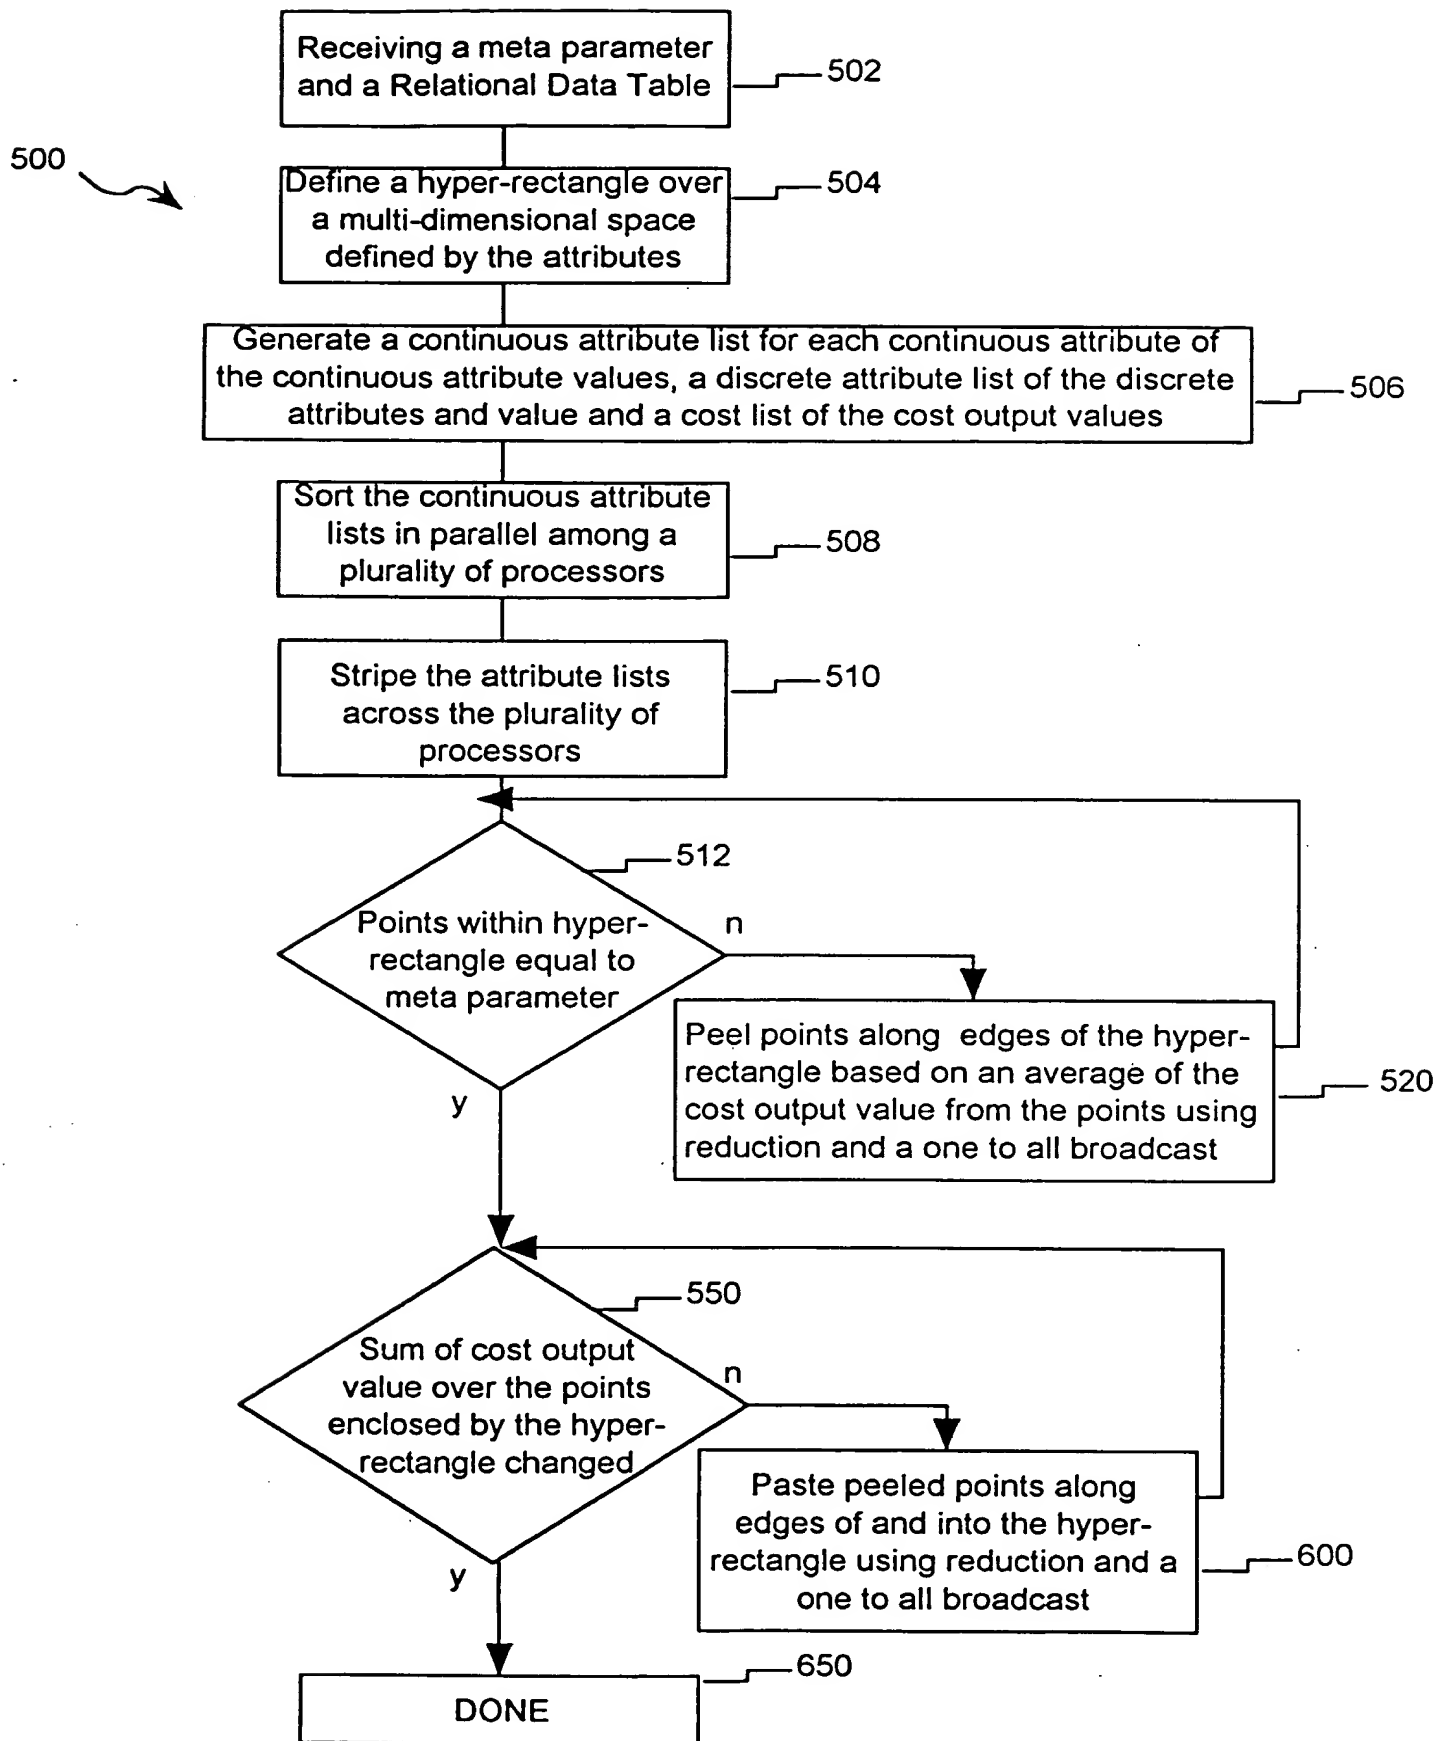 Receiving a meta parameter
and a Relational Data Table
502
500
Define a hyper-rectangle over
a multi-dimensional space
defined by the attributes
504
Generate a continuous attribute list for each continuous attribute of
the continuous attribute values, a discrete attribute list of the discrete
attributes and value and a cost list of the cost output values
506
Sort the continuous attribute
lists in parallel among a
plurality of processors
508
Stripe the attribute lists
across the plurality of
processors
510
512
Points within hyper-
rectangle equal to
meta parameter
n
y
Peel points along edges of the hyper-
rectangle based on an average of the
cost output value from the points using
reduction and a one to all broadcast
520
550
Sum of cost output
value over the points
enclosed by the hyper-
rectangle changed
n
y
Paste peeled points along
edges of and into the hyper-
rectangle using reduction and a
one to all broadcast
600
650
DONE